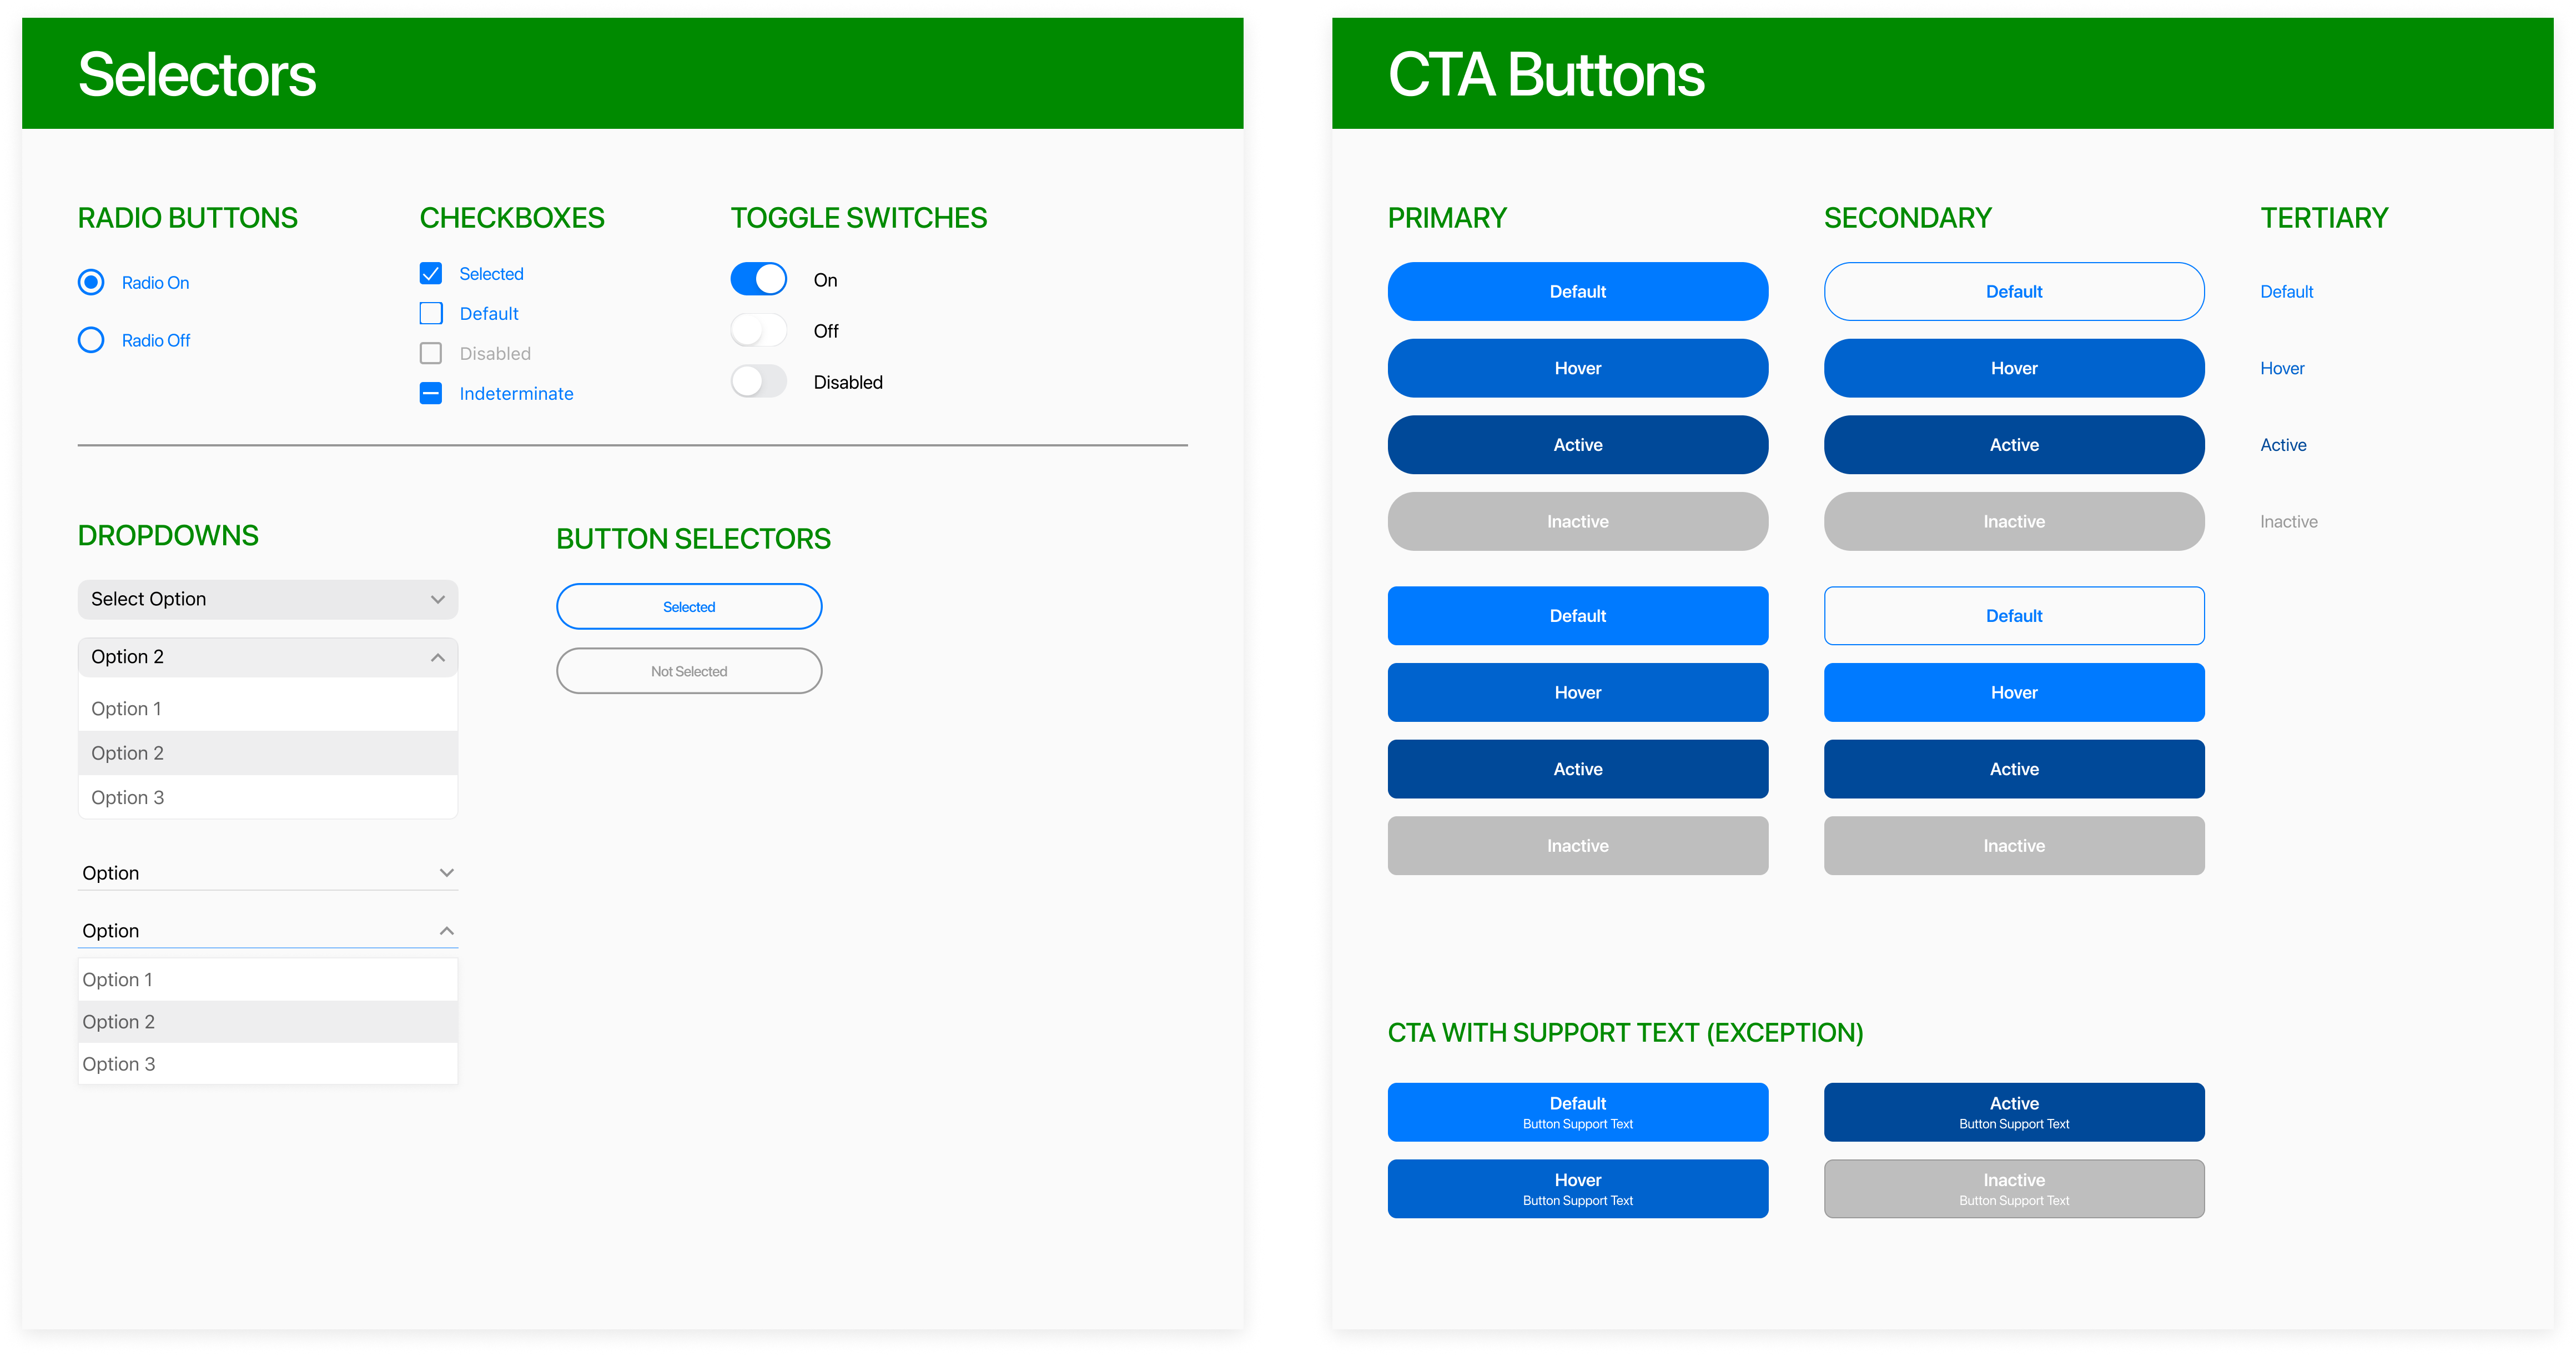 Selectors
RADIO BUTTONS
Radio On
Radio Off
CHECKBOXES
Selected
Default
Disabled
Indeterminate
TOGGLE SWITCHES
On
Off
Disabled
DROPDOWNS
Select Option
Option 2
Option 1
Option 2
Option 3
Option
Option
Option 1
Option 2
Option 3
BUTTON SELECTORS
Selected
Not Selected
CTA Buttons
PRIMARY
Default
Hover
Active
Inactive
Default
Hover
Active
Inactive
SECONDARY
Default
Hover
Active
Inactive
Default
Hover
Active
Inactive
TERTIARY
Default
Hover
Active
Inactive
CTA WITH SUPPORT TEXT (EXCEPTION)
Default
Button Support Text
Hover
Button Support Text
Active
Button Support Text
Inactive
Button Support Text